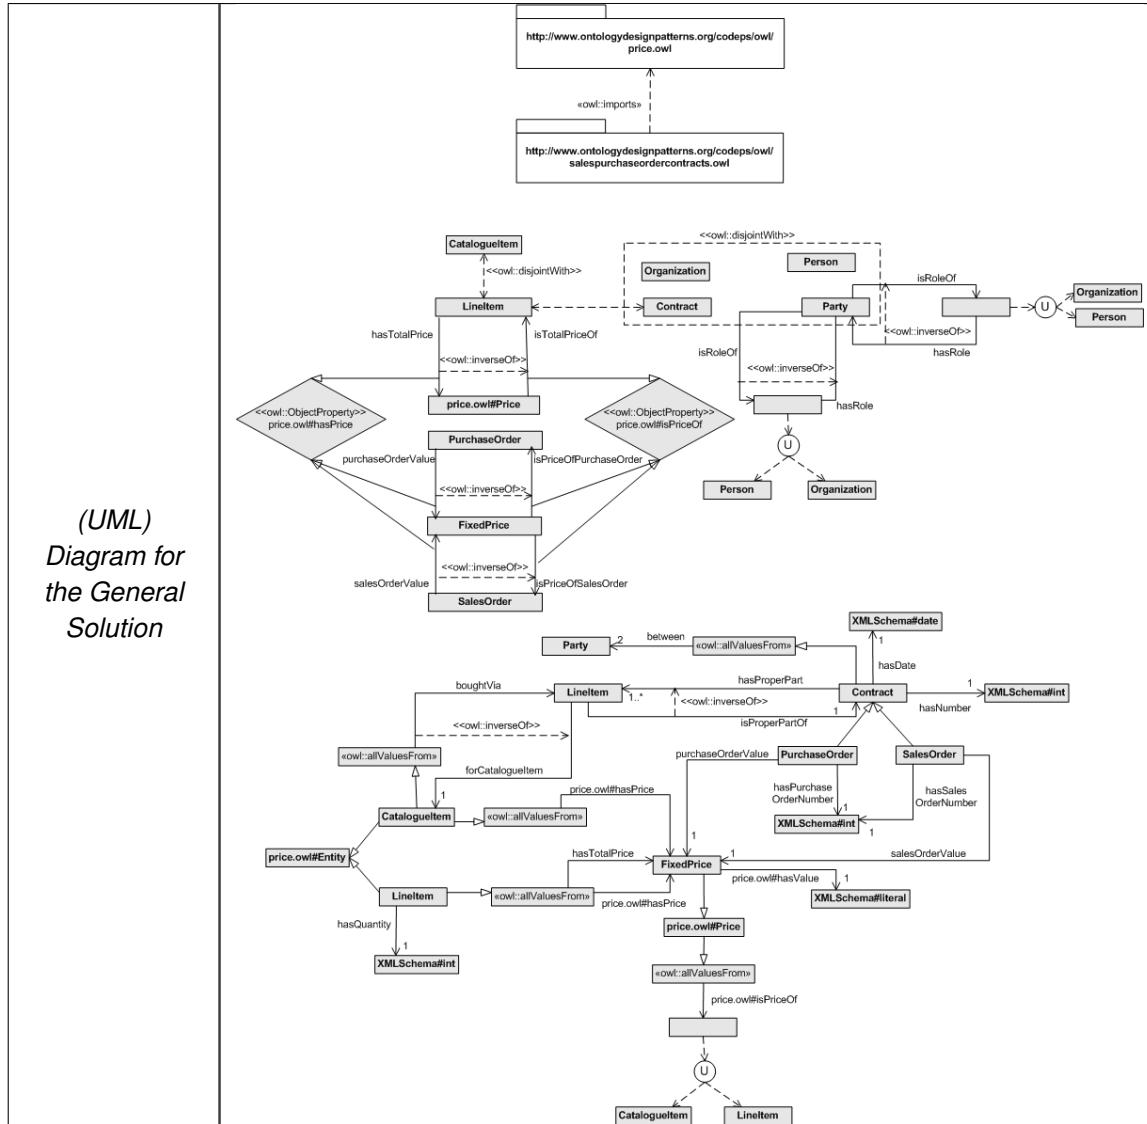 (UML)
Diagram for
the General
Solution
http://www.ontologydesignpatterns.org/codeps/owl/
price.owl
«owl::imports»
http://www.ontologydesignpatterns.org/codeps/owl/
salespurchaseordercontracts.owl
<<owl::disjointWith>>
CatalogueItem
<<owl::disjointWith>>
Organization
Person
isRoleOf
LineItem
Contract
Party
Organization
U
Person
hasTotalPrice
isTotalPriceOf
<<owl::inverseOf>>
hasRole
isRoleOf
<<owl::inverseOf>>
<<owl::inverseOf>>
price.owl#Price
hasRole
<<owl::ObjectProperty>>
price.owl#hasPrice
<<owl::ObjectProperty>>
price.owl#isPriceOf
PurchaseOrder
U
purchaseOrderValue
isPriceOfPurchaseOrder
<<owl::inverseOf>>
Person
Organization
FixedPrice
<<owl::inverseOf>>
salesOrderValue
isPriceOfSalesOrder
SalesOrder
XMLSchema#date
1
Party
2
between
«owl::allValuesFrom»
hasDate
boughtVia
LineItem
hasProperPart
Contract
1
XMLSchema#int
1..*
<<owl::inverseOf>>
1
hasNumber
<<owl::inverseOf>>
isProperPartOf
«owl::allValuesFrom»
purchaseOrderValue
PurchaseOrder
SalesOrder
forCatalogueItem
1
hasPurchase
OrderNumber
hasSales
OrderNumber
price.owl#hasPrice
CatalogueItem
«owl::allValuesFrom»
1
XMLSchema#int
1
1
1
price.owl#Entity
hasTotalPrice
FixedPrice
salesOrderValue
price.owl#hasValue
1
LineItem
«owl::allValuesFrom»
price.owl#hasPrice
XMLSchema#literal
hasQuantity
1
price.owl#Price
XMLSchema#int
«owl::allValuesFrom»
price.owl#isPriceOf
U
CatalogueItem
LineItem